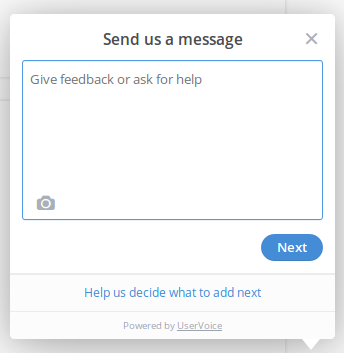 Send us a message
Give feedback or ask for help
Next
Help us decide what to add next
Powered by UserVoice